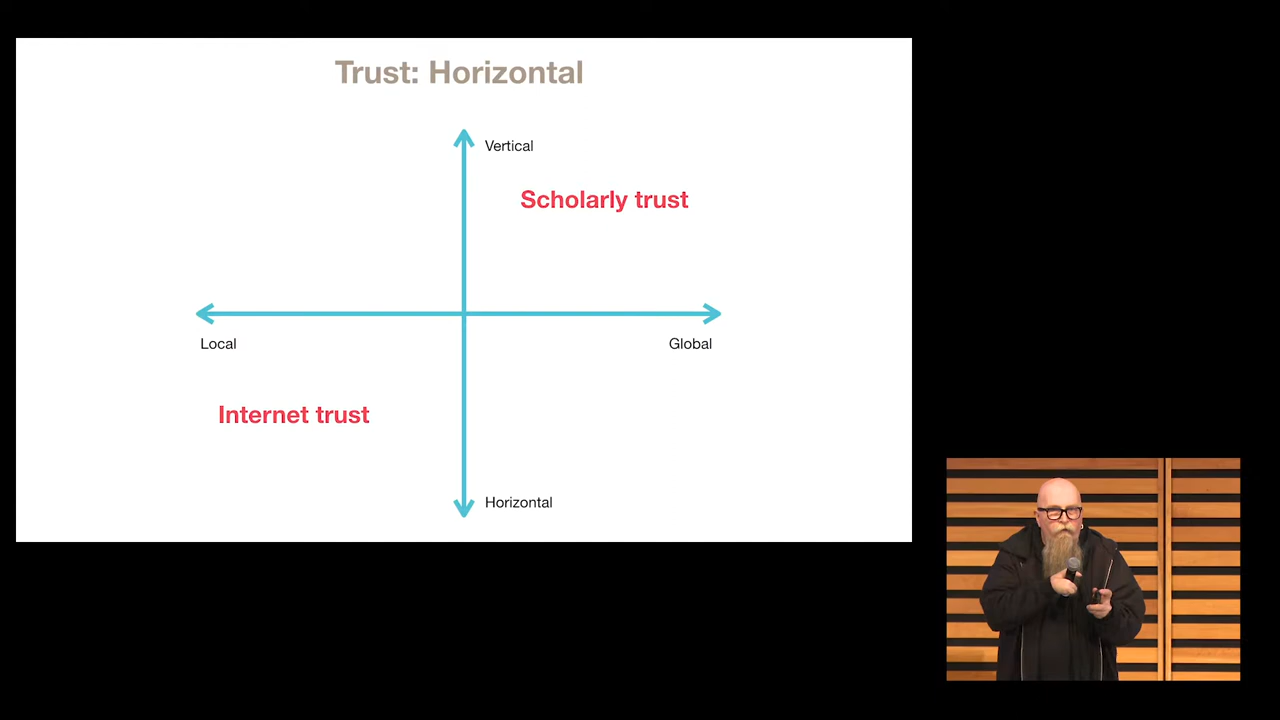 Trust: Horizontal
Vertical
Scholarly trust
Local
Global
Internet trust
Horizontal